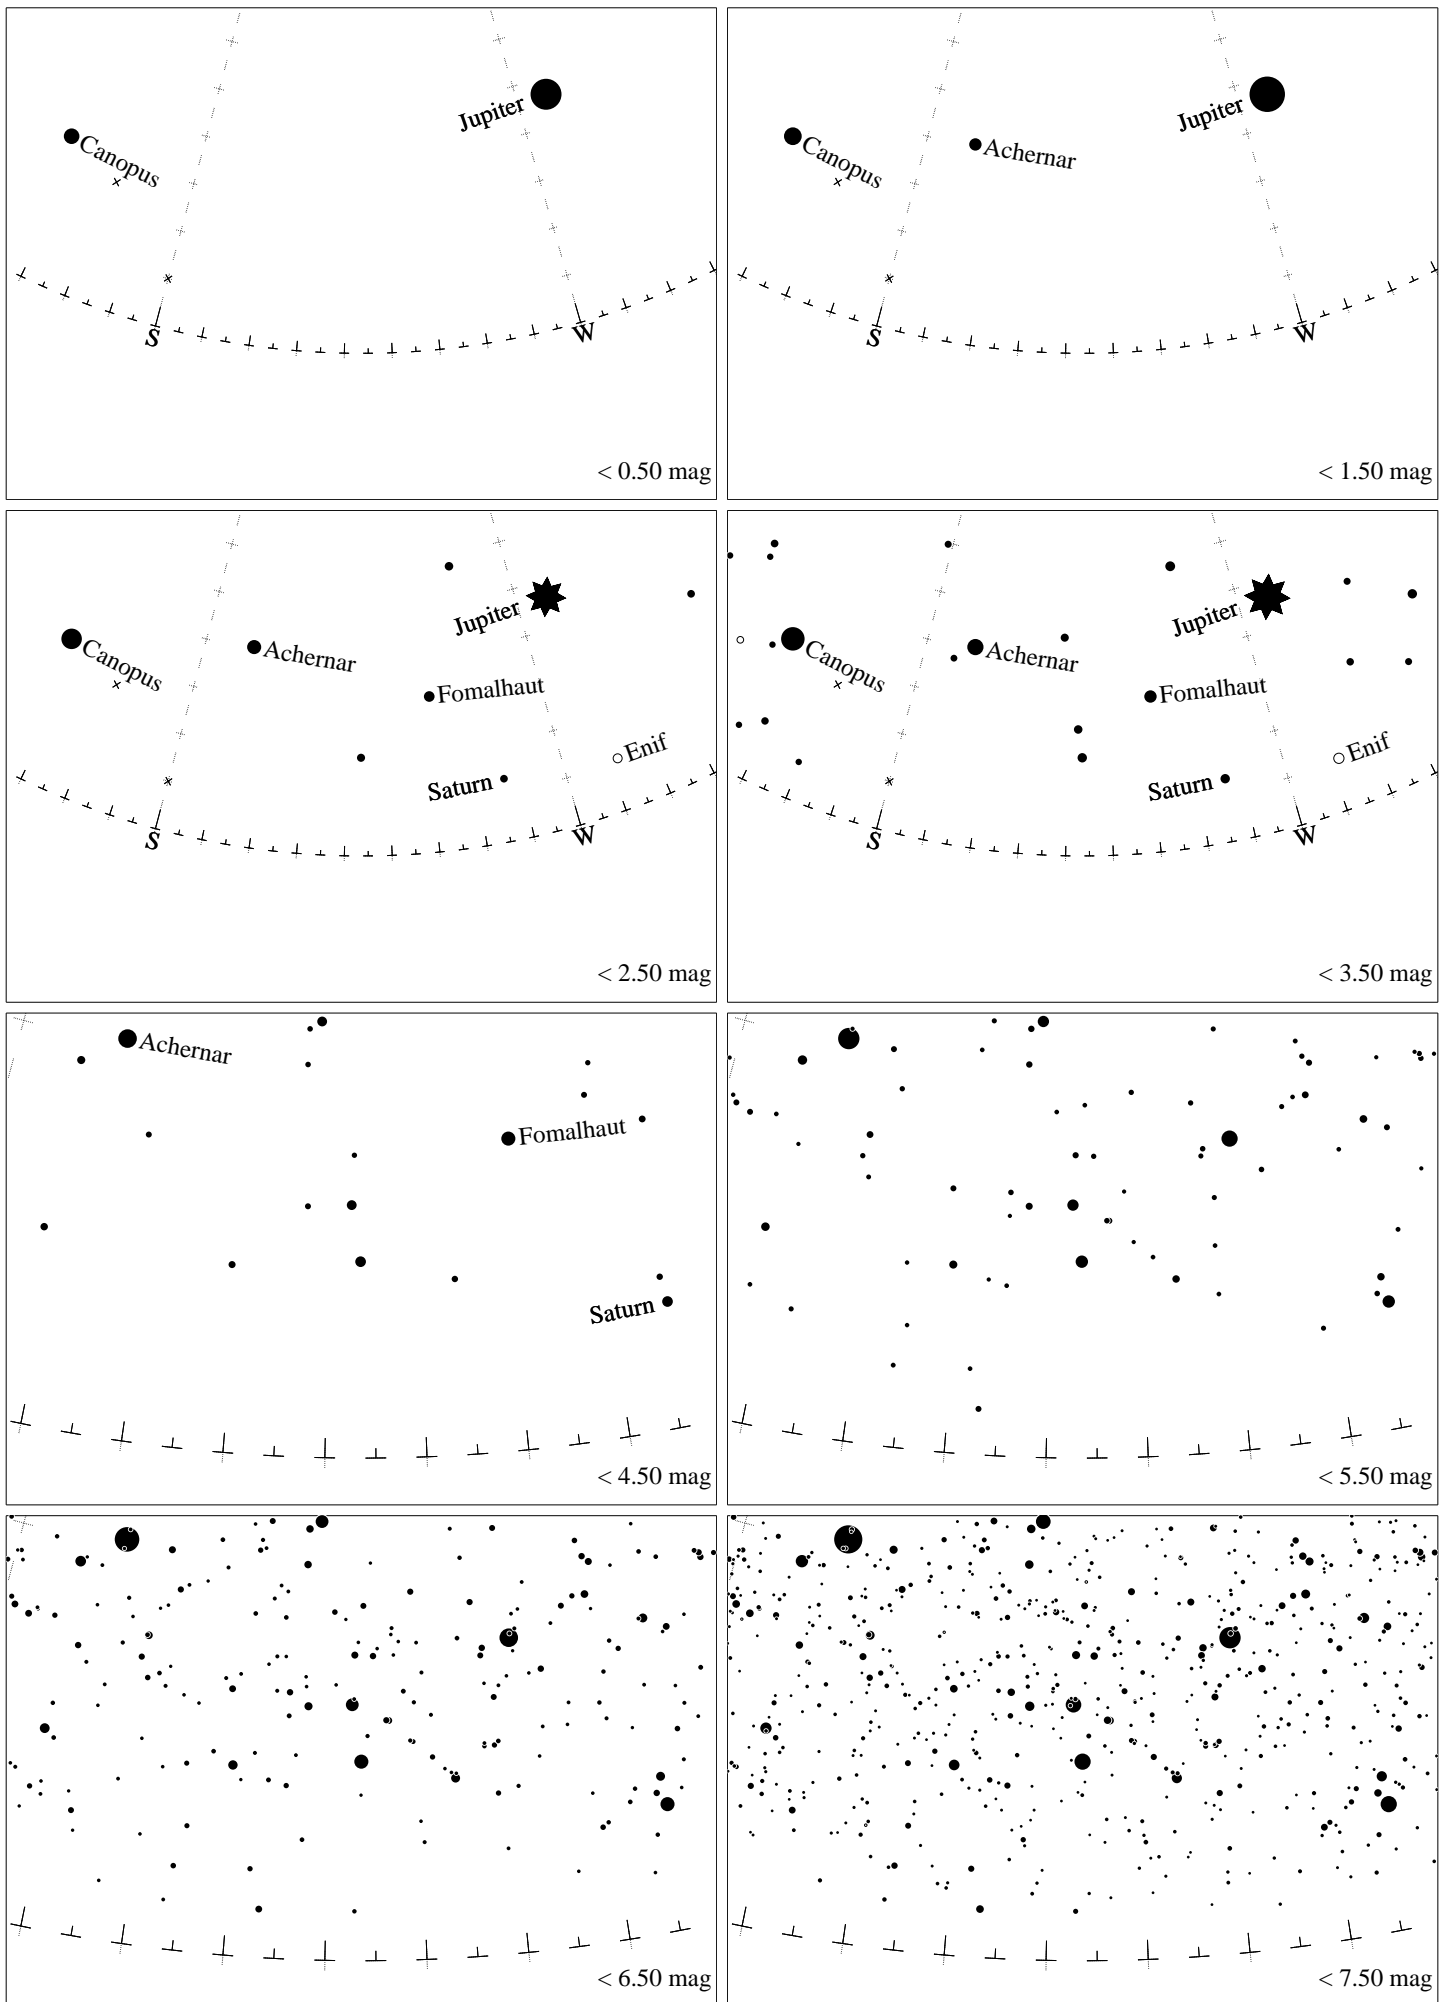 Jupiter
Canopus
S
W
< 0.50 mag
Jupiter
Canopus
Achernar
S
W
< 1.50 mag
Jupiter
Canopus
Achernar
Fomalhaut
Enif
Saturn
S
W
< 2.50 mag
Jupiter
Canopus
Achernar
Fomalhaut
Enif
Saturn
S
W
< 3.50 mag
Achernar
Fomalhaut
Saturn
< 4.50 mag
< 5.50 mag
< 6.50 mag
< 7.50 mag